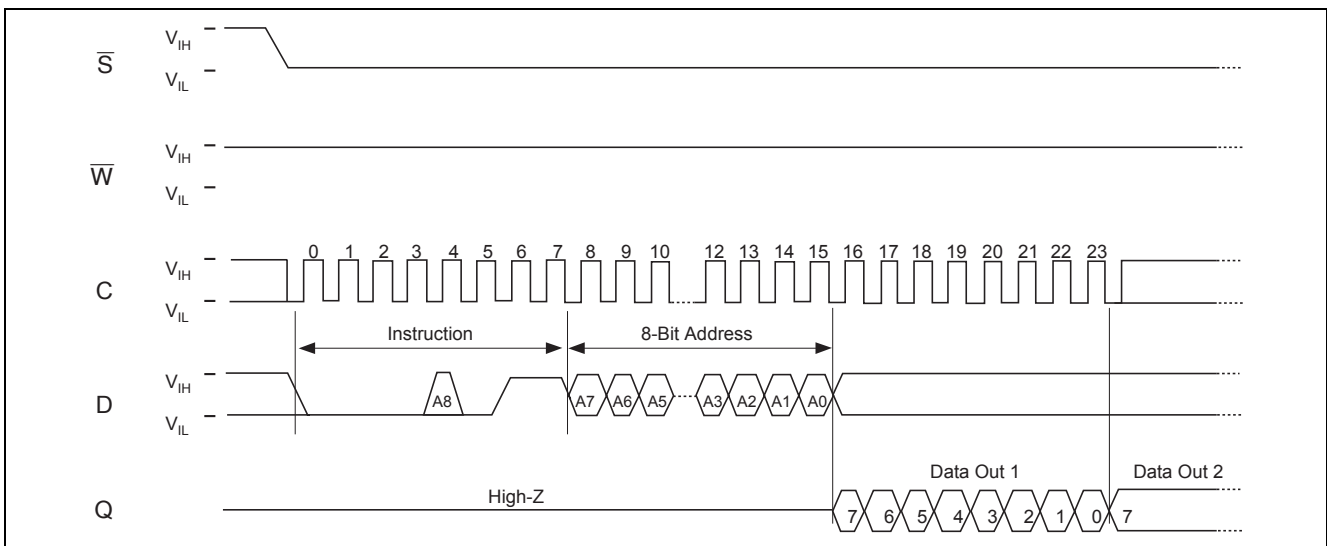 S̅
V_IH
V_IL
W̅
V_IH
V_IL
C
V_IH
V_IL
0 1 2 3 4 5 6 7 8 9 10 12 13 14 15 16 17 18 19 20 21 22 23
Instruction
8-Bit Address
D
V_IH
V_IL
A8
A7 A6 A5 A3 A2 A1 A0
Data Out 1
Data Out 2
Q
High-Z
7 6 5 4 3 2 1 0 7